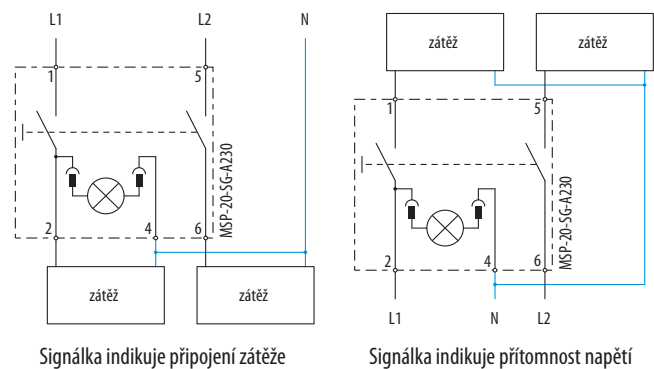 L1 L2 N
1 5
MSP-20-SG-A230
2 4 6
zátěž zátěž
Signálka indikuje připojení zátěže
zátěž zátěž
1 5
MSP-20-SG-A230
2 4 6
L1 N L2
Signálka indikuje přítomnost napětí